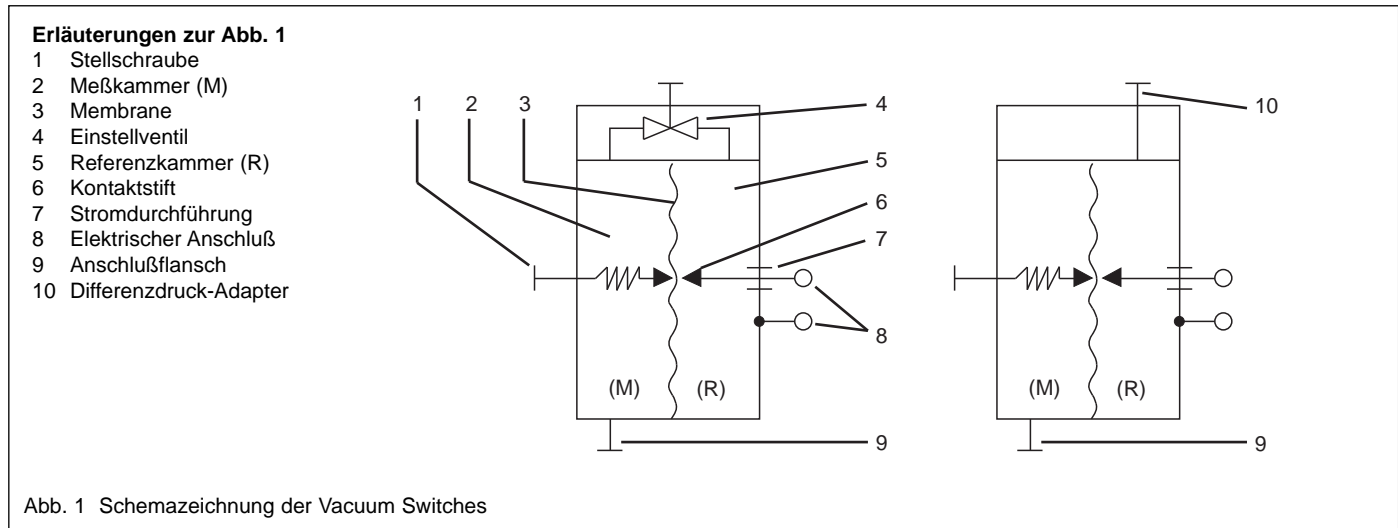 Erläuterungen zur Abb. 1
1 Stellschraube
2 Meßkammer (M)
3 Membrane
4 Einstellventil
5 Referenzkammer (R)
6 Kontaktstift
7 Stromdurchführung
8 Elektrischer Anschluß
9 Anschlußflansch
10 Differenzdruck-Adapter
1 2 3 4
5
6
7
8
(M) (R)
9
10
(M) (R)
9
Abb. 1 Schemazeichnung der Vacuum Switches